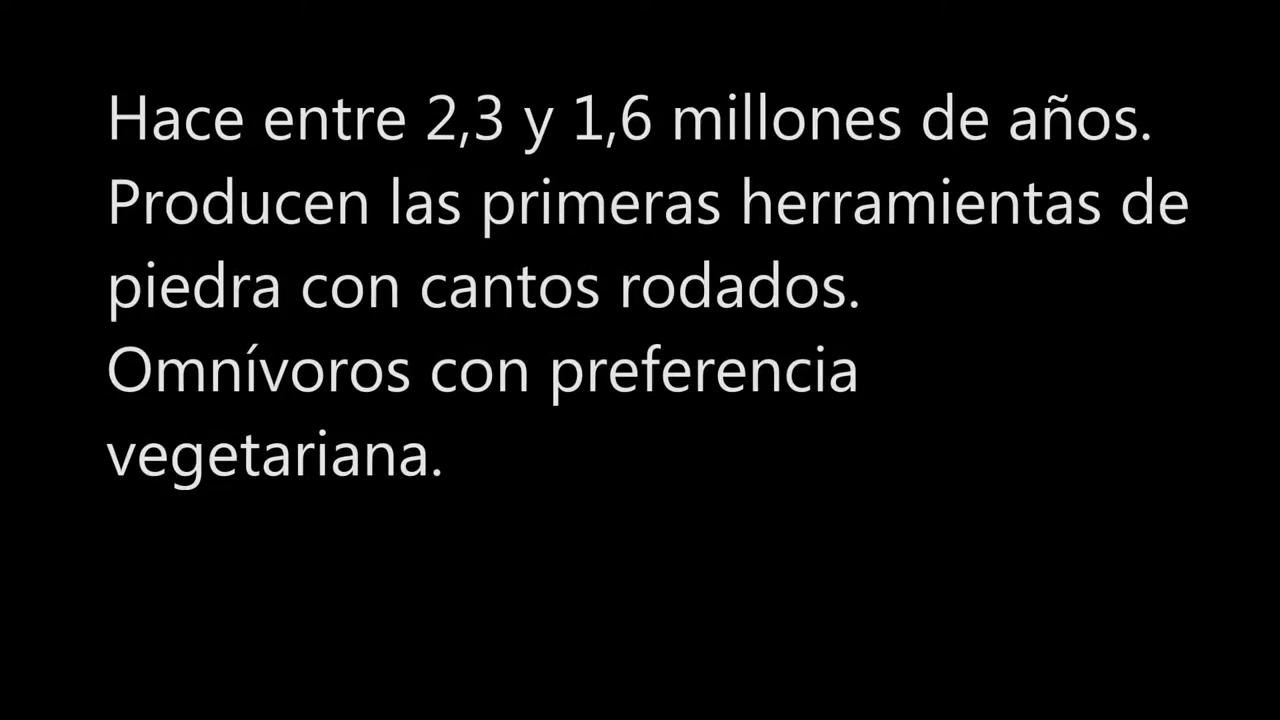 Hace entre 2,3 y 1,6 millones de años.
Producen las primeras herramientas de
piedra con cantos rodados.
Omnívoros con preferencia
vegetariana.